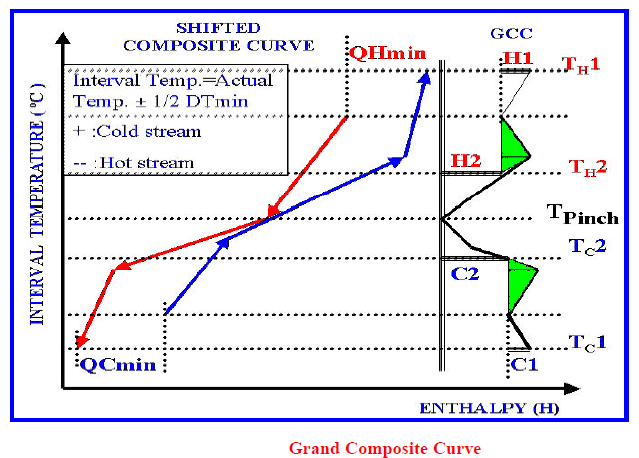 SHIFTED
COMPOSITE CURVE
QHmin
GCC
H1
TH1
Interval Temp.=Actual
Temp. ± 1/2 DTmin
+ :Cold stream
-- :Hot stream
H2
TH2
TPinch
TC2
C2
INTERVAL TEMPERATURE (°C)
TC1
QCmin
C1
ENTHALPY (H)
Grand Composite Curve